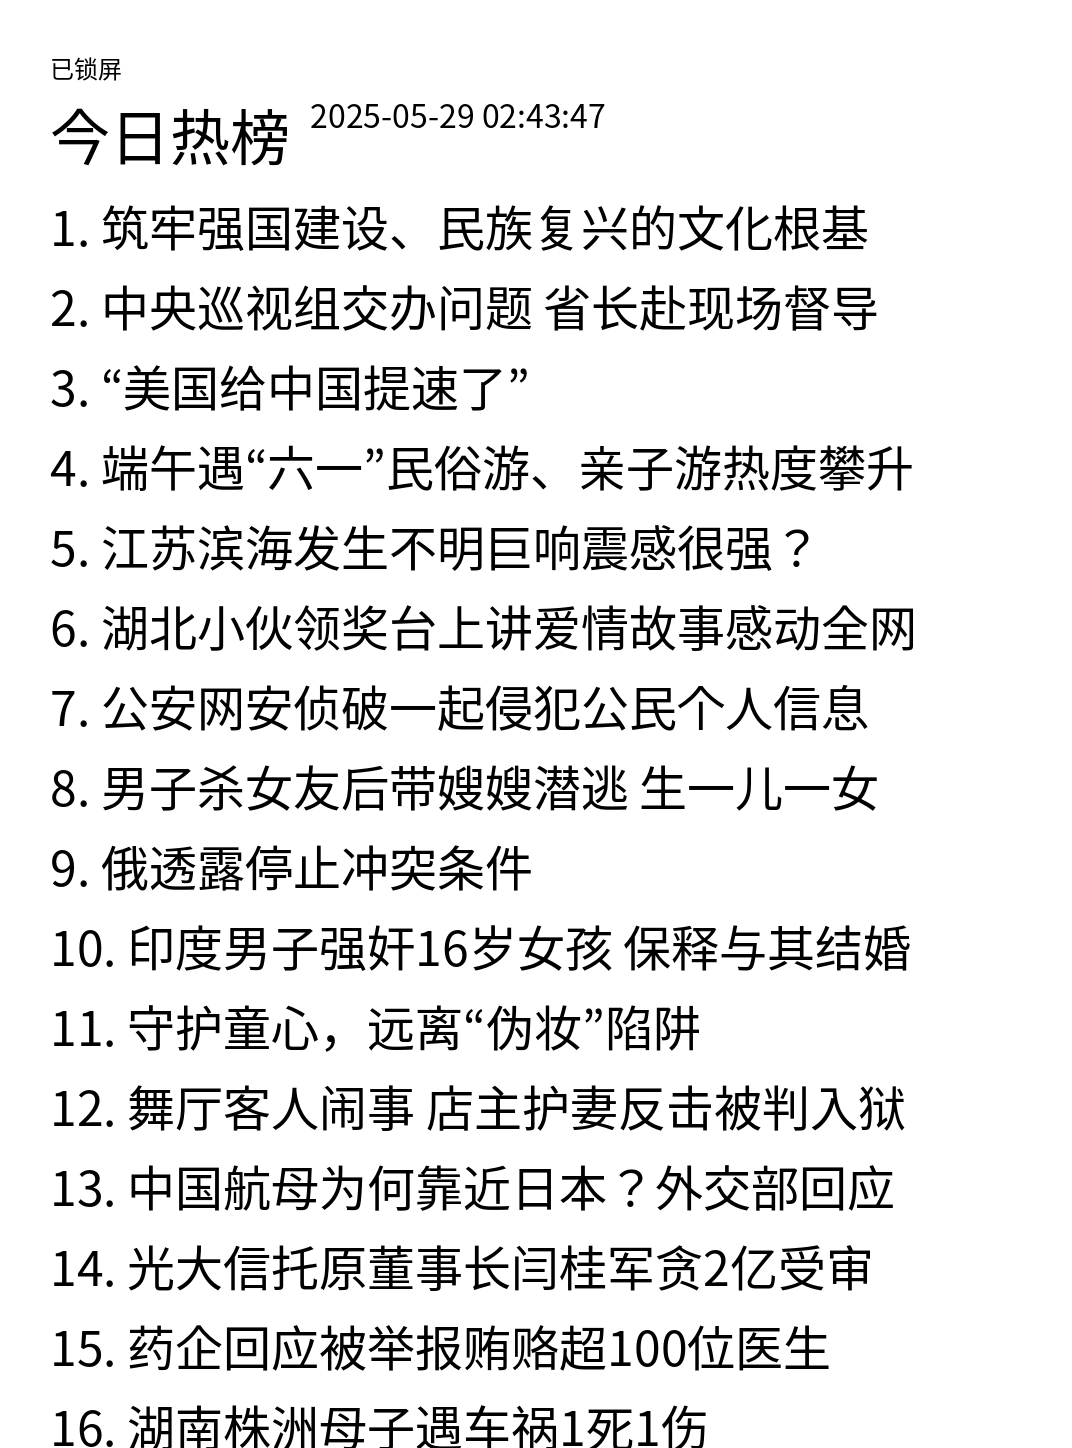 已锁屏
今日热榜 2025-05-29 02:43:47
1. 筑牢强国建设、民族复兴的文化根基
2. 中央巡视组交办问题 省长赴现场督导
3. “美国给中国提速了”
4. 端午遇“六一”民俗游、亲子游热度攀升
5. 江苏滨海发生不明巨响震感很强？
6. 湖北小伙领奖台上讲爱情故事感动全网
7. 公安网安侦破一起侵犯公民个人信息
8. 男子杀女友后带嫂嫂潜逃 生一儿一女
9. 俄透露停止冲突条件
10. 印度男子强奸16岁女孩 保释与其结婚
11. 守护童心，远离“伪妆”陷阱
12. 舞厅客人闹事 店主护妻反击被判入狱
13. 中国航母为何靠近日本？外交部回应
14. 光大信托原董事长闫桂军贪2亿受审
15. 药企回应被举报贿赂超100位医生
16. 湖南株洲母子遇车祸1死1伤